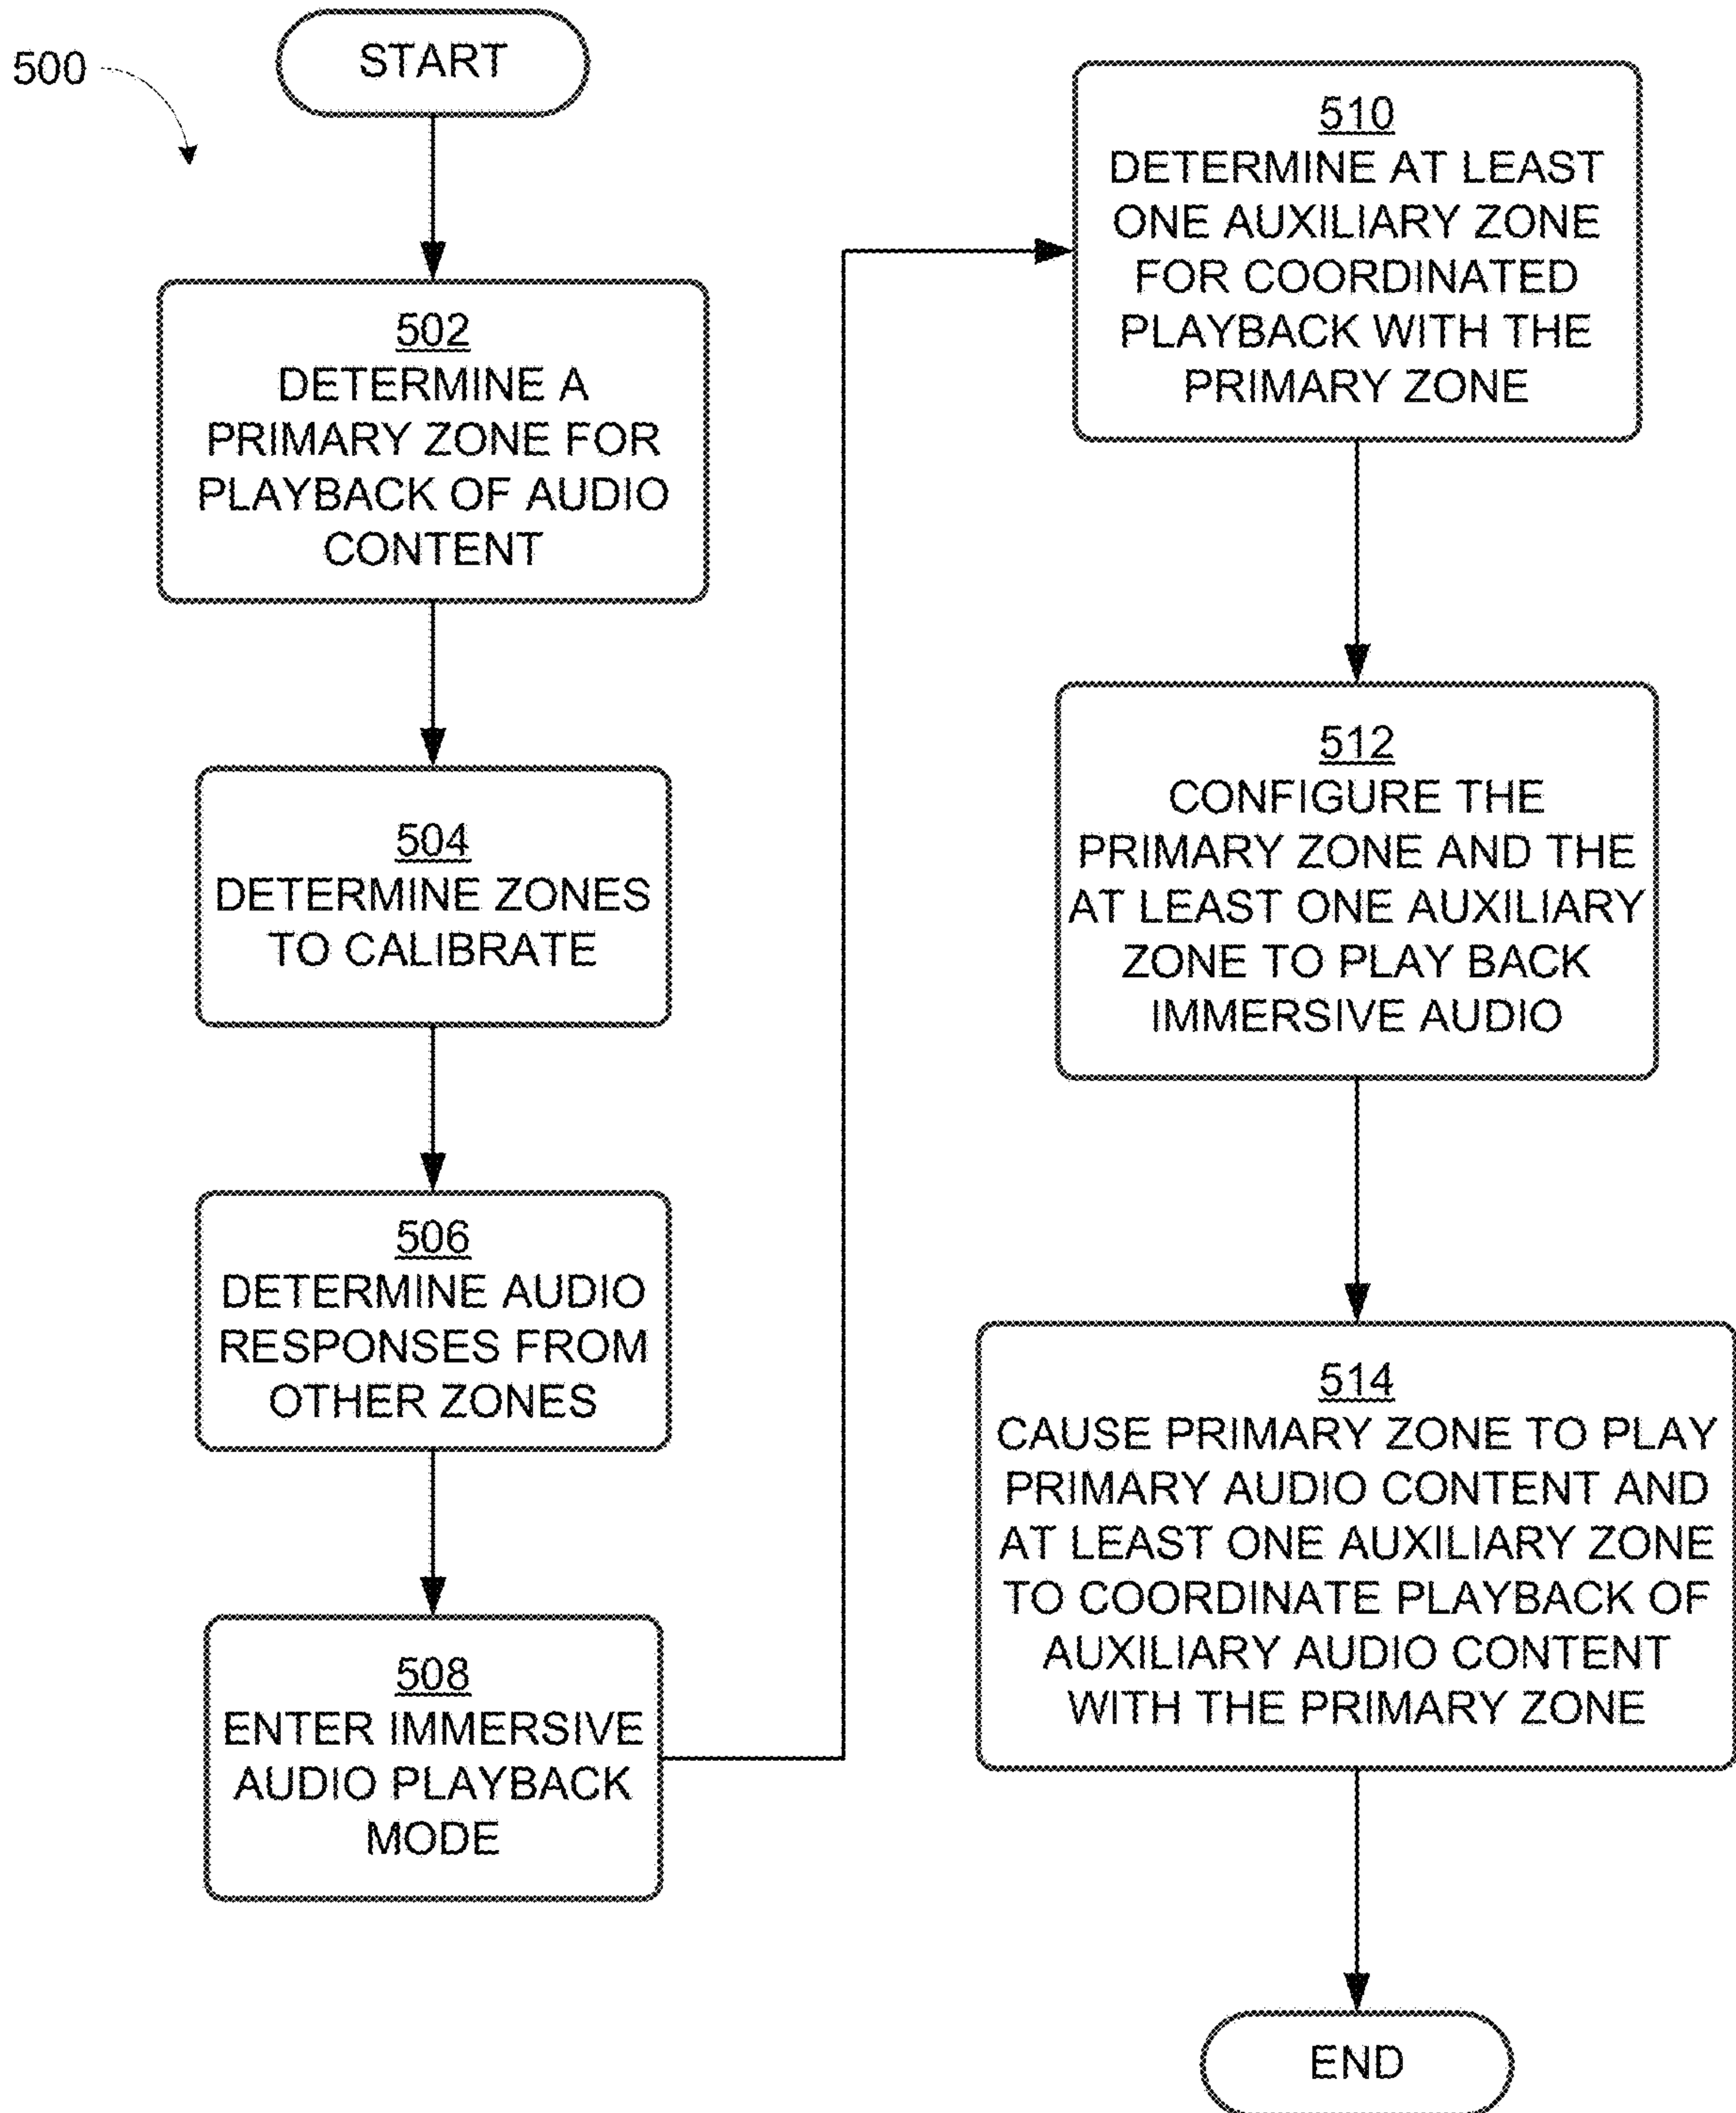 500
START
502
DETERMINE A
PRIMARY ZONE FOR
PLAYBACK OF AUDIO
CONTENT
504
DETERMINE ZONES
TO CALIBRATE
506
DETERMINE AUDIO
RESPONSES FROM
OTHER ZONES
508
ENTER IMMERSIVE
AUDIO PLAYBACK
MODE
510
DETERMINE AT LEAST
ONE AUXILIARY ZONE
FOR COORDINATED
PLAYBACK WITH THE
PRIMARY ZONE
512
CONFIGURE THE
PRIMARY ZONE AND THE
AT LEAST ONE AUXILIARY
ZONE TO PLAY BACK
IMMERSIVE AUDIO
514
CAUSE PRIMARY ZONE TO PLAY
PRIMARY AUDIO CONTENT AND
AT LEAST ONE AUXILIARY ZONE
TO COORDINATE PLAYBACK OF
AUXILIARY AUDIO CONTENT
WITH THE PRIMARY ZONE
END